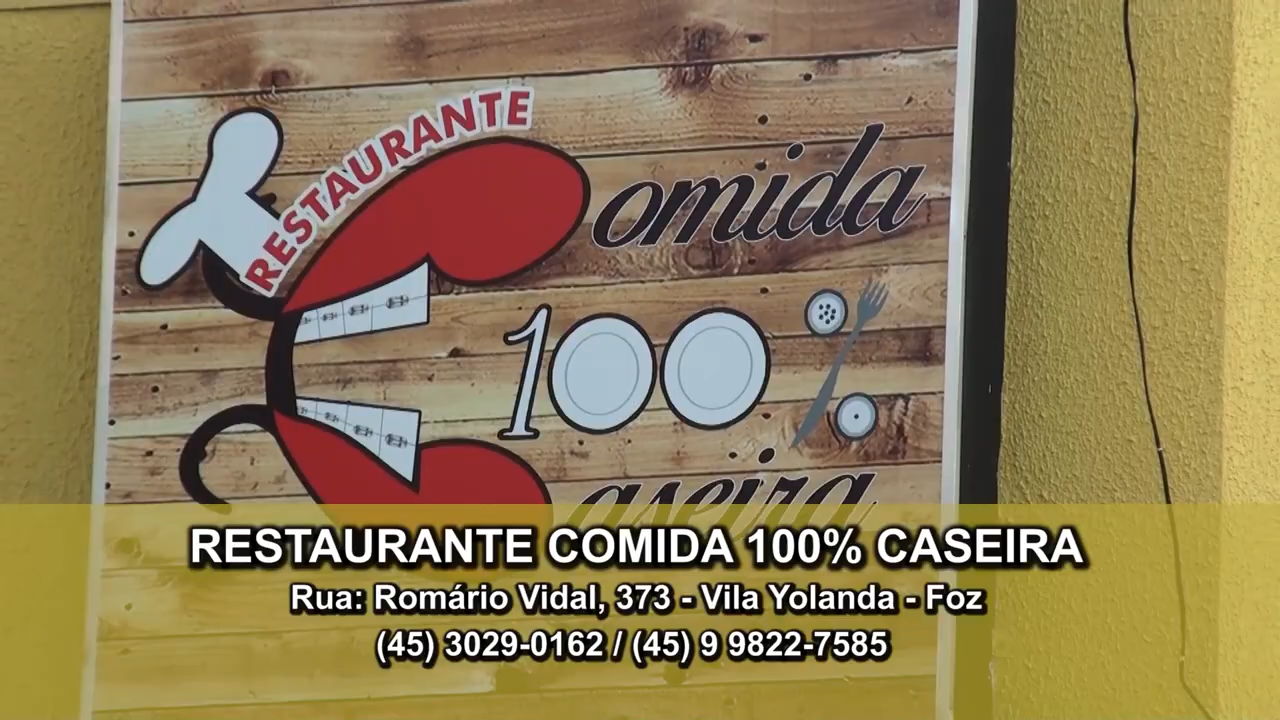 RESTAURANTE
omida
100%
aseira
RESTAURANTE COMIDA 100% CASEIRA
Rua: Romário Vidal, 373 - Vila Yolanda - Foz
(45) 3029-0162 / (45) 9 9822-7585